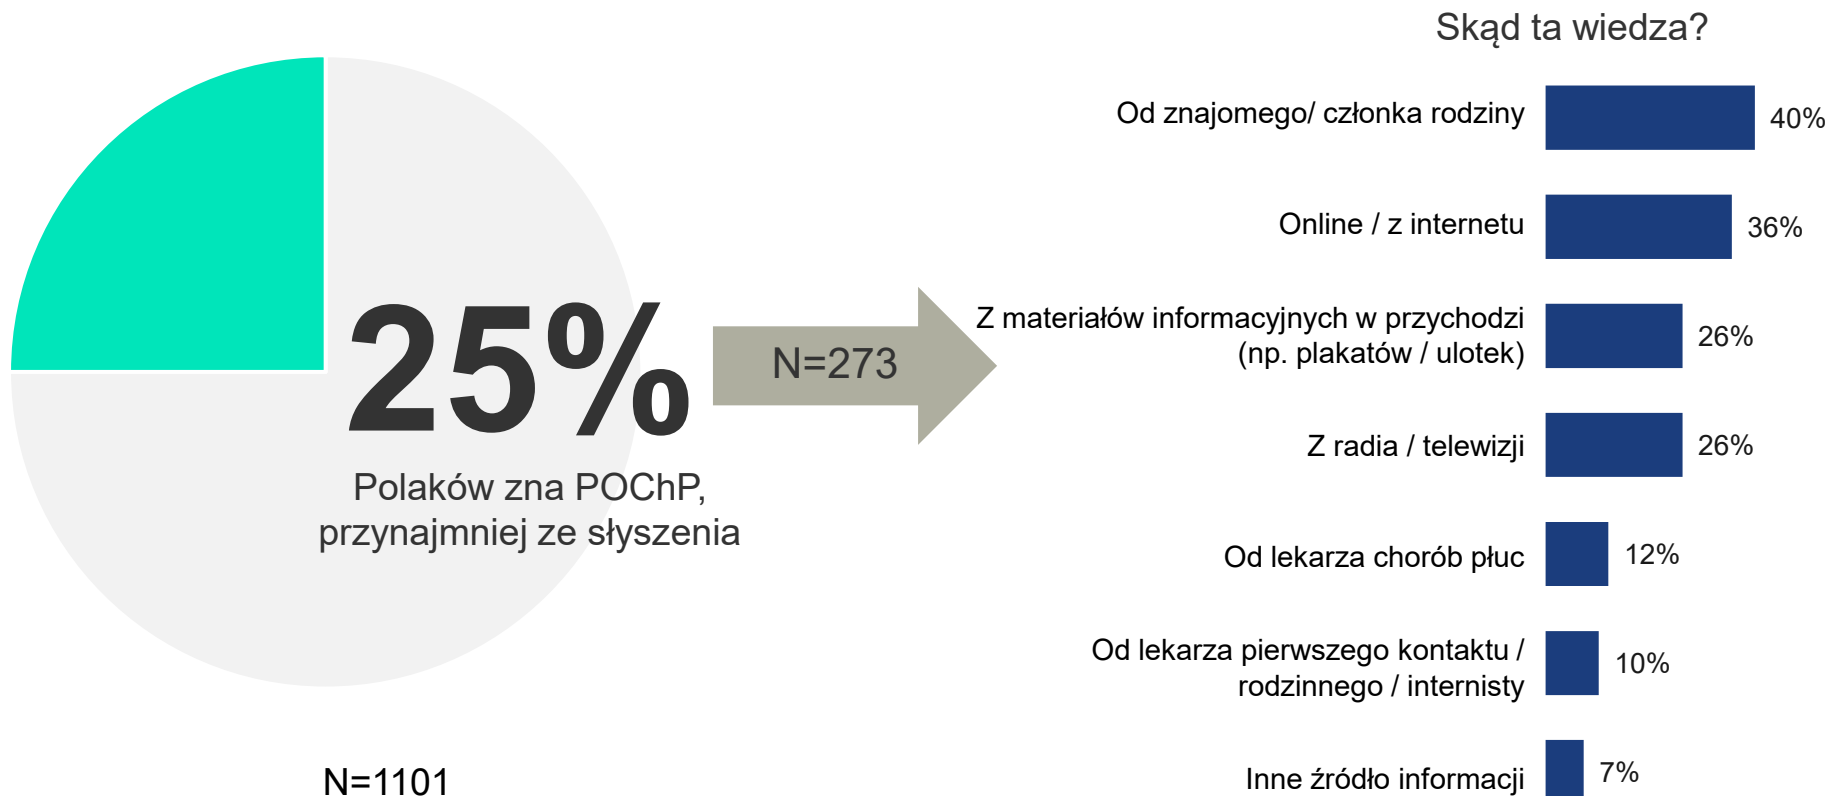 25%
Polaków zna POChP,
przynajmniej ze słyszenia
N=1101
N=273
Skąd ta wiedza?
Od znajomego/ członka rodziny
40%
Online / z internetu
36%
Z materiałów informacyjnych w przychodzi
(np. plakatów / ulotek)
26%
Z radia / telewizji
26%
Od lekarza chorób płuc
12%
Od lekarza pierwszego kontaktu /
rodzinnego / internisty
10%
Inne źródło informacji
7%